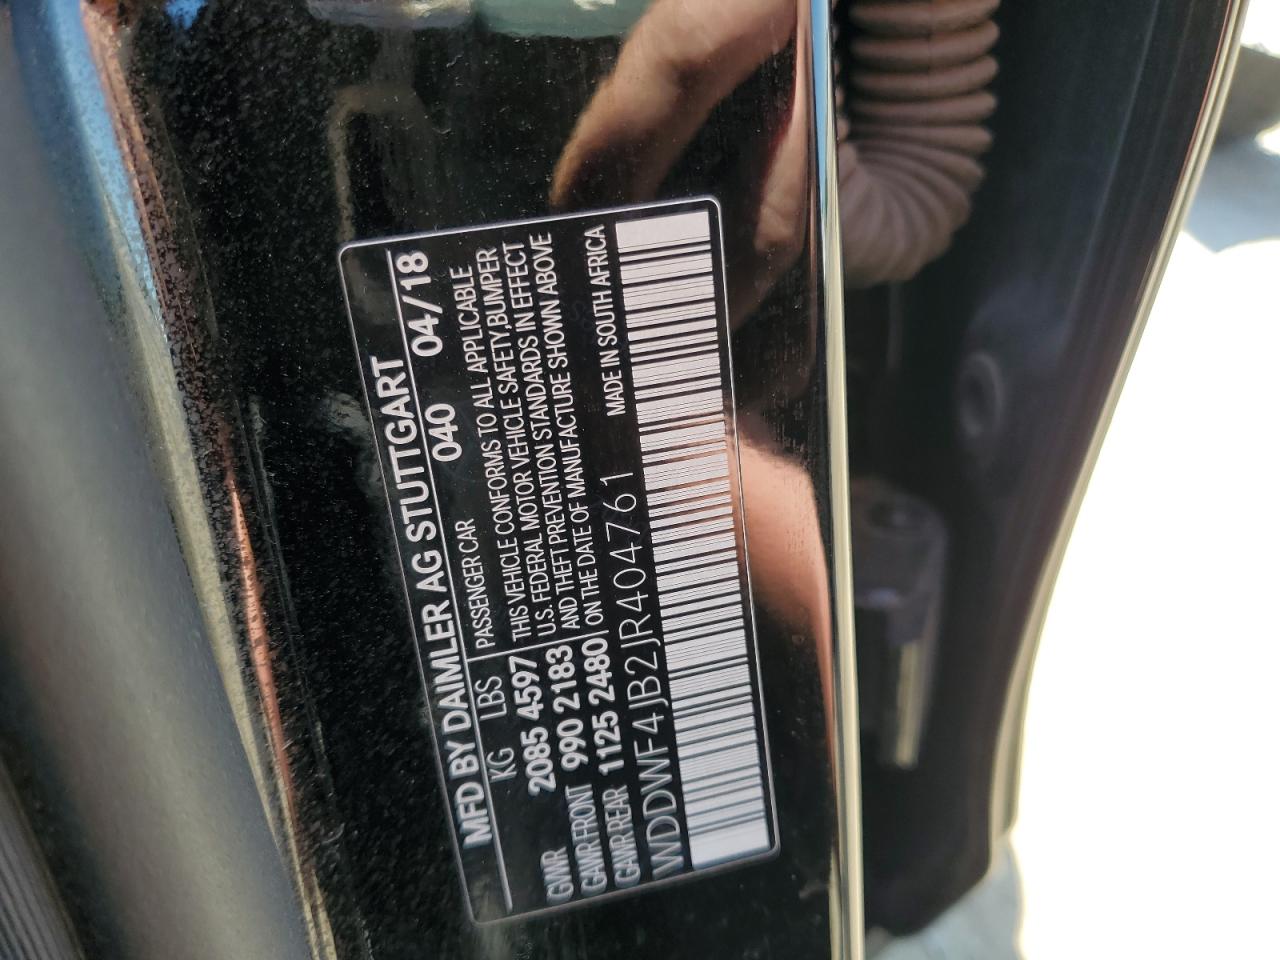 MFD BY DAIMLER AG STUTTGART
KG LBS PASSENGER CAR 040 04/18
GVWR 2085 4597 THIS VEHICLE CONFORMS TO ALL APPLICABLE
U.S. FEDERAL MOTOR VEHICLE SAFETY,BUMPER
GAWR FRONT 990 2183 AND THEFT PREVENTION STANDARDS IN EFFECT
GAWR REAR 1125 2480 ON THE DATE OF MANUFACTURE SHOWN ABOVE
WDDWF4JB2JR404761 MADE IN SOUTH AFRICA